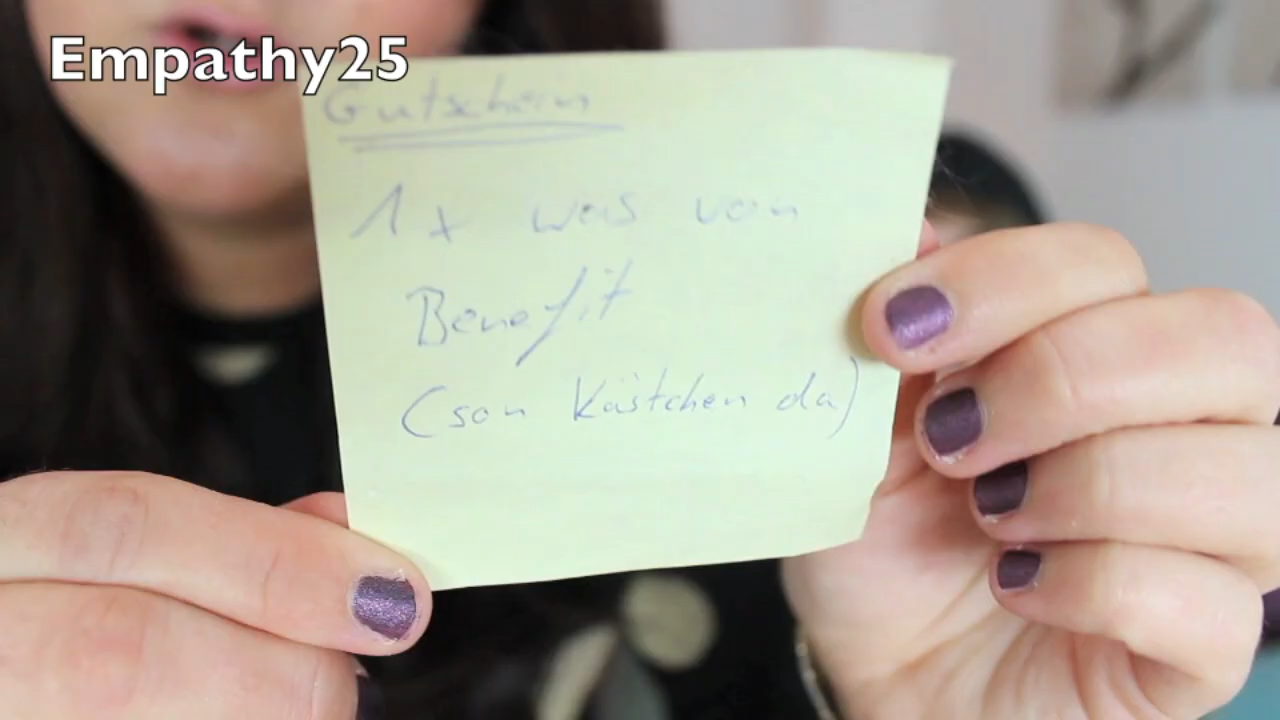 Empathy25
Gutschein
1x was von
Benefit
(son Kästchen da)